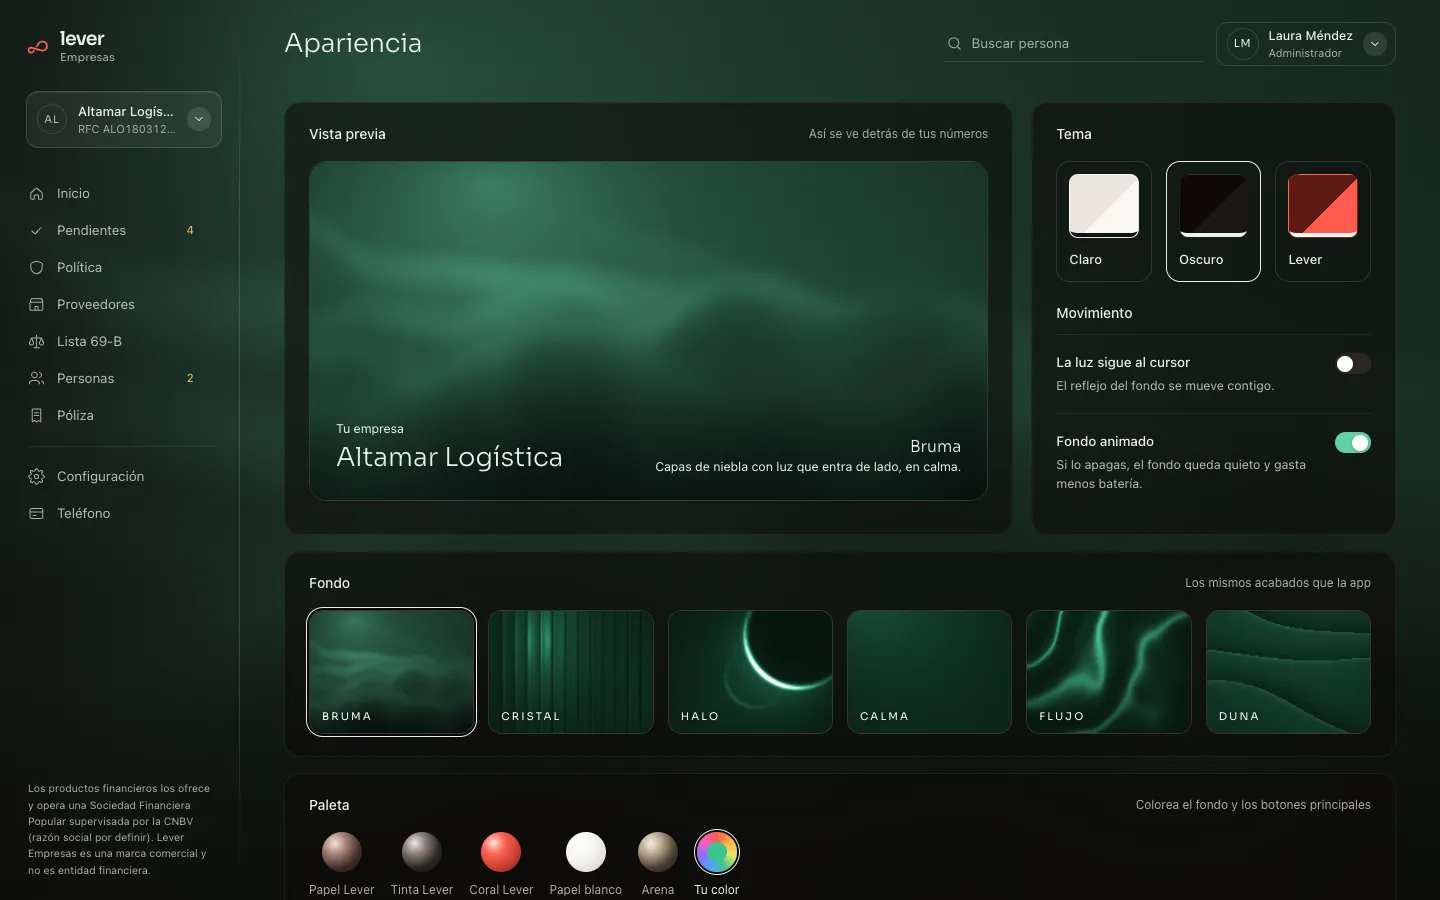 lever
Empresas
Apariencia
Buscar persona
LM
Laura Méndez
Administrador
AL
Altamar Logís...
RFC ALO180312...
Inicio
Pendientes 4
Política
Proveedores
Lista 69-B
Personas 2
Póliza
Configuración
Teléfono
Los productos financieros los ofrece
y opera una Sociedad Financiera
Popular supervisada por la CNBV
(razón social por definir). Lever
Empresas es una marca comercial y
no es entidad financiera.
Vista previa
Así se ve detrás de tus números
Tu empresa
Altamar Logística
Bruma
Capas de niebla con luz que entra de lado, en calma.
Tema
Claro
Oscuro
Lever
Movimiento
La luz sigue al cursor
El reflejo del fondo se mueve contigo.
Fondo animado
Si lo apagas, el fondo queda quieto y gasta
menos batería.
Fondo
Los mismos acabados que la app
BRUMA
CRISTAL
HALO
CALMA
FLUJO
DUNA
Paleta
Colorea el fondo y los botones principales
Papel Lever
Tinta Lever
Coral Lever
Papel blanco
Arena
Tu color